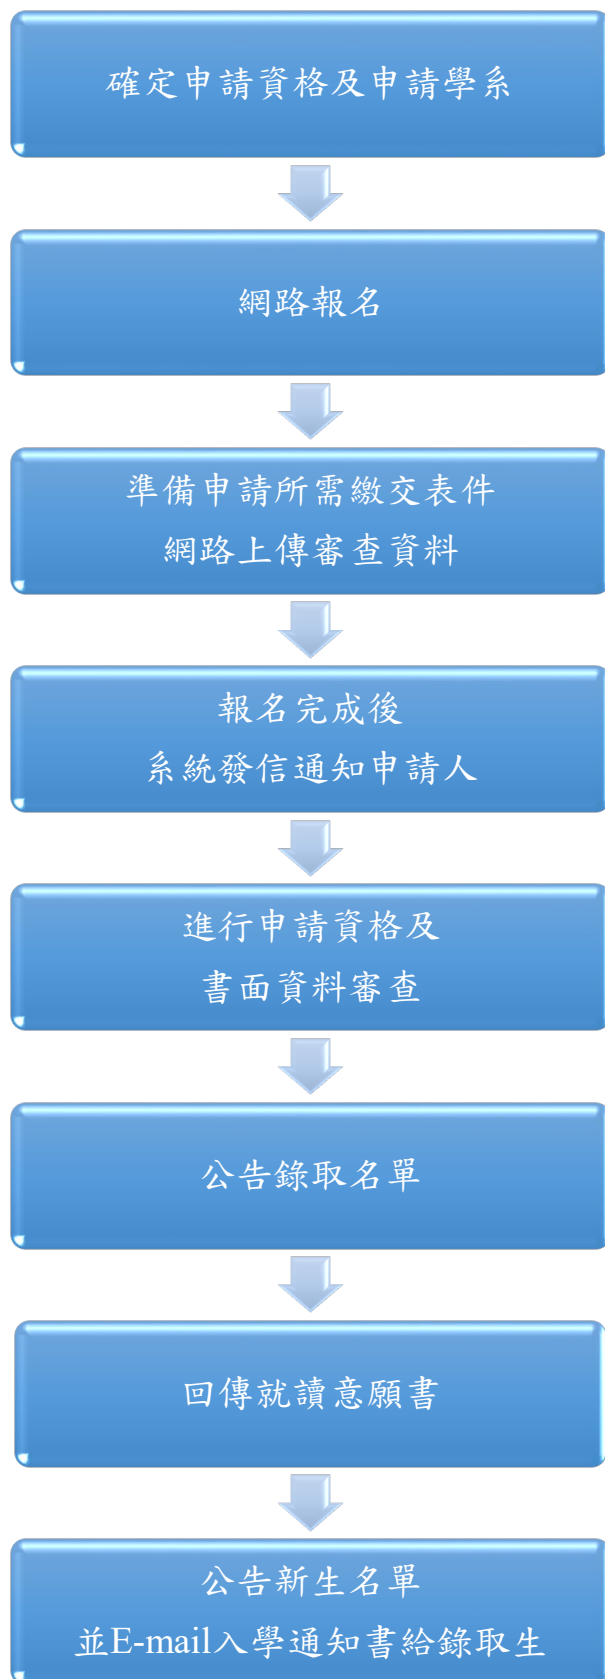 確定申請資格及申請學系
網路報名
準備申請所需繳交表件
網路上傳審查資料
報名完成後
系統發信通知申請人
進行申請資格及
書面資料審查
公告錄取名單
回傳就讀意願書
公告新生名單
並E-mail入學通知書給錄取生